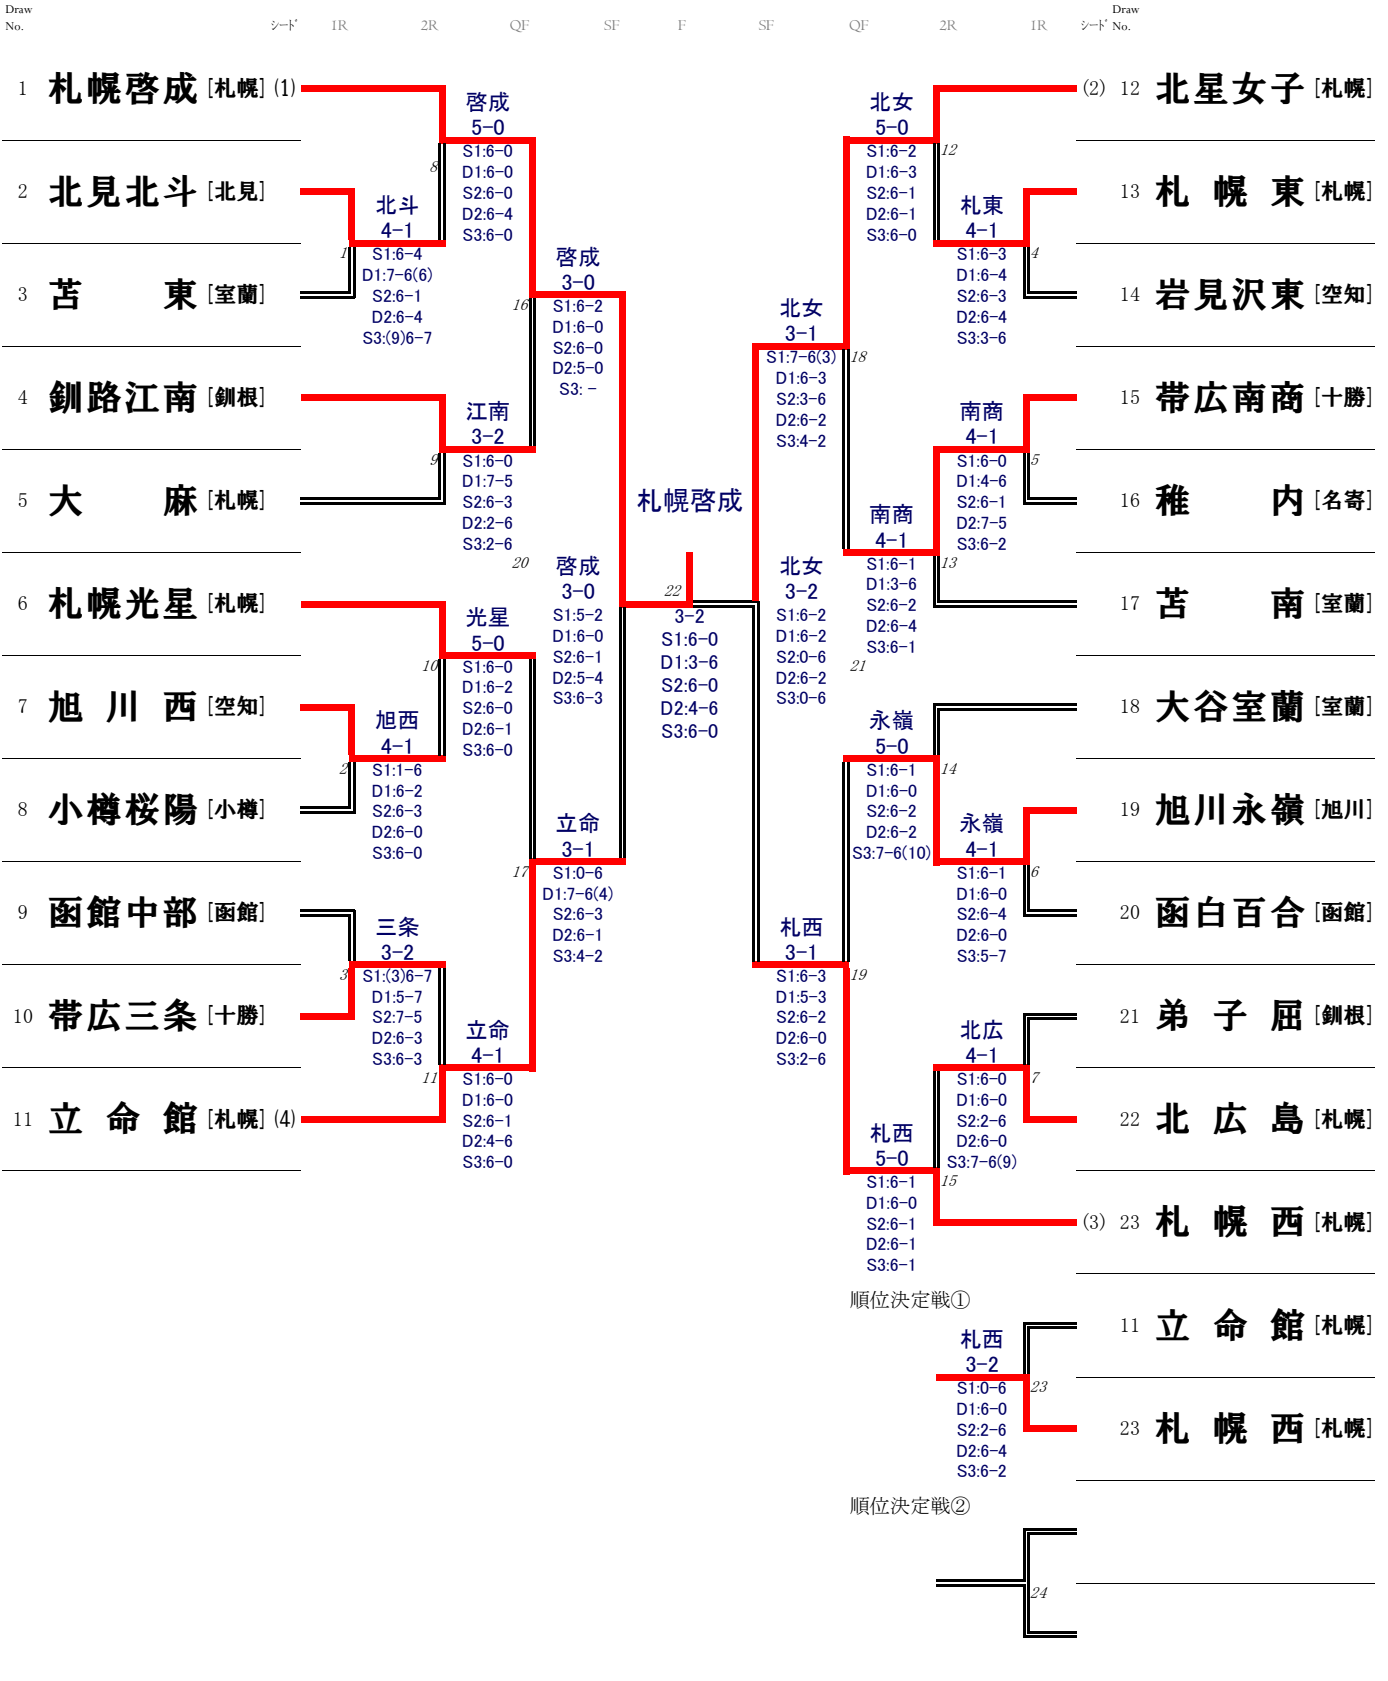 Draw
No. シード 1R 2R QF SF F SF QF 2R 1R シード Draw
No.
1 札幌啓成 [札幌] (1)
2 北見北斗 [北見]
3 苫 東 [室蘭]
4 釧路江南 [釧根]
5 大 麻 [札幌]
6 札幌光星 [札幌]
7 旭 川 西 [空知]
8 小樽桜陽 [小樽]
9 函館中部 [函館]
10 帯広三条 [十勝]
11 立 命 館 [札幌] (4)
北斗
4-1
1
S1:6-4
D1:7-6(6)
S2:6-1
D2:6-4
S3:(9)6-7
旭西
4-1
2
S1:1-6
D1:6-2
S2:6-3
D2:6-0
S3:6-0
三条
3-2
3
S1:(3)6-7
D1:5-7
S2:7-5
D2:6-3
S3:6-3
啓成
5-0
8
S1:6-0
D1:6-0
S2:6-0
D2:6-4
S3:6-0
江南
3-2
9
S1:6-0
D1:7-5
S2:6-3
D2:2-6
S3:2-6
光星
5-0
10
S1:6-0
D1:6-2
S2:6-0
D2:6-1
S3:6-0
立命
4-1
11
S1:6-0
D1:6-0
S2:6-1
D2:4-6
S3:6-0
啓成
3-0
16
S1:6-2
D1:6-0
S2:6-0
D2:5-0
S3: -
立命
3-1
17
S1:0-6
D1:7-6(4)
S2:6-3
D2:6-1
S3:4-2
20
啓成
3-0
S1:5-2
D1:6-0
S2:6-1
D2:5-4
S3:6-3
札幌啓成
22
3-2
S1:6-0
D1:3-6
S2:6-0
D2:4-6
S3:6-0
北女
3-2
S1:6-2
D1:6-2
S2:0-6
D2:6-2
S3:0-6
21
北女
3-1
18
S1:7-6(3)
D1:6-3
S2:3-6
D2:6-2
S3:4-2
札西
3-1
19
S1:6-3
D1:5-3
S2:6-2
D2:6-0
S3:2-6
北女
5-0
12
S1:6-2
D1:6-3
S2:6-1
D2:6-1
S3:6-0
南商
4-1
13
S1:6-1
D1:3-6
S2:6-2
D2:6-4
S3:6-1
永嶺
5-0
14
S1:6-1
D1:6-0
S2:6-2
D2:6-2
S3:7-6(10)
札西
5-0
15
S1:6-1
D1:6-0
S2:6-1
D2:6-1
S3:6-1
札東
4-1
4
S1:6-3
D1:6-4
S2:6-3
D2:6-4
S3:3-6
南商
4-1
5
S1:6-0
D1:4-6
S2:6-1
D2:7-5
S3:6-2
永嶺
4-1
6
S1:6-1
D1:6-0
S2:6-4
D2:6-0
S3:5-7
北広
4-1
7
S1:6-0
D1:6-0
S2:2-6
D2:6-0
S3:7-6(9)
(2) 12 北星女子 [札幌]
13 札 幌 東 [札幌]
14 岩見沢東 [空知]
15 帯広南商 [十勝]
16 稚 内 [名寄]
17 苫 南 [室蘭]
18 大谷室蘭 [室蘭]
19 旭川永嶺 [旭川]
20 函白百合 [函館]
21 弟 子 屈 [釧根]
22 北 広 島 [札幌]
(3) 23 札 幌 西 [札幌]
順位決定戦①
11 立 命 館 [札幌]
札西
3-2
23
S1:0-6
D1:6-0
S2:2-6
D2:6-4
S3:6-2
23 札 幌 西 [札幌]
順位決定戦②
24